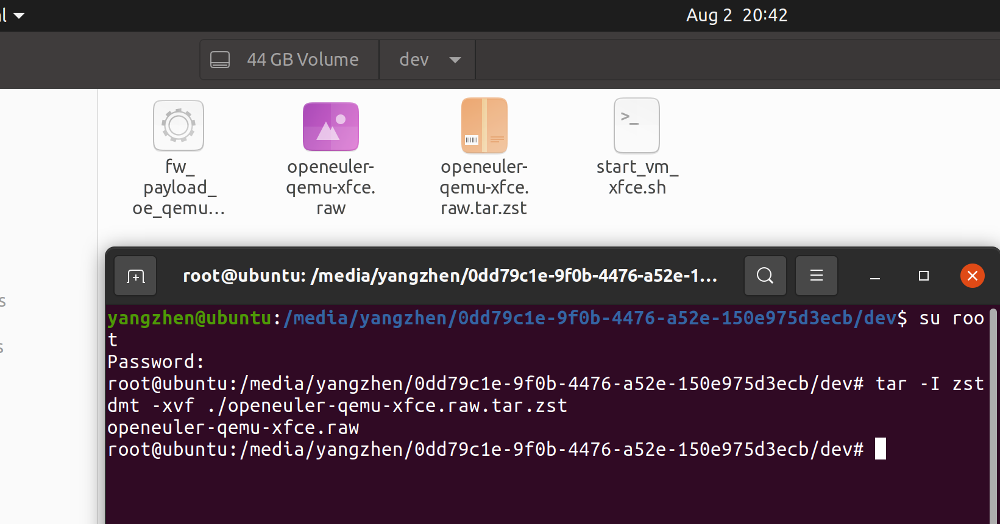 Aug 2 20:42
44 GB Volume dev
fw_
payload_
oe_qemu…
openeuler-
qemu-xfce.
raw
openeuler-
qemu-xfce.
raw.tar.zst
>_
start_vm_
xfce.sh
root@ubuntu: /media/yangzhen/0dd79c1e-9f0b-4476-a52e-1…
yangzhen@ubuntu:/media/yangzhen/0dd79c1e-9f0b-4476-a52e-150e975d3ecb/dev$ su roo
t
Password:
root@ubuntu:/media/yangzhen/0dd79c1e-9f0b-4476-a52e-150e975d3ecb/dev# tar -I zst
dmt -xvf ./openeuler-qemu-xfce.raw.tar.zst
openeuler-qemu-xfce.raw
root@ubuntu:/media/yangzhen/0dd79c1e-9f0b-4476-a52e-150e975d3ecb/dev#